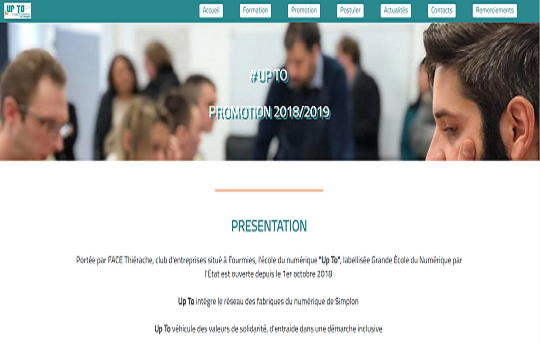 UP TO
Accueil Formation Promotion Postuler Actualités Contacts Remerciements
#UP TO
PROMOTION 2018/2019
PRESENTATION
Portée par FACE Thiérache, club d'entreprises situé à Fourmies, l'école du numérique "Up To", labellisée Grande École du Numérique par
l'État est ouverte depuis le 1er octobre 2018
Up To intègre le réseau des fabriques du numérique de Simplon
Up To véhicule des valeurs de solidarité, d'entraide dans une démarche inclusive